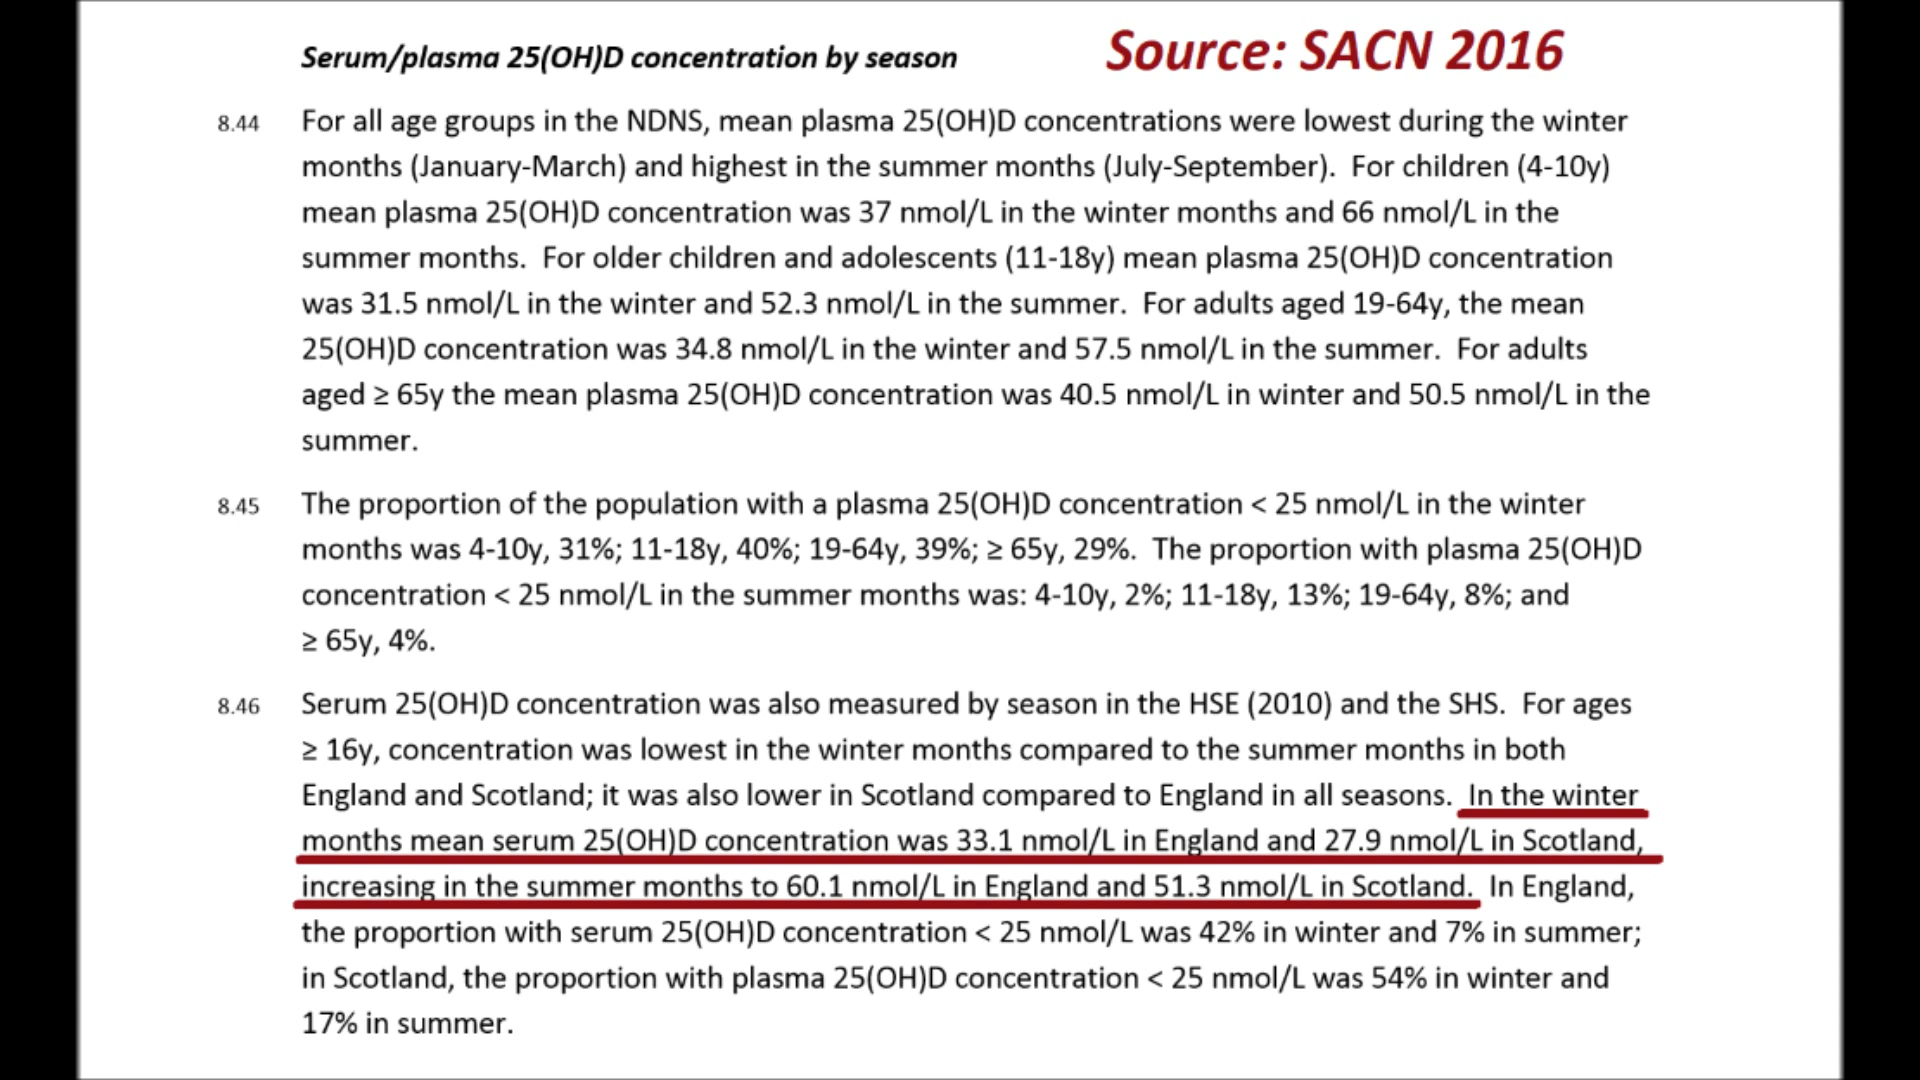 Serum/plasma 25(OH)D concentration by season
Source: SACN 2016
8.44 For all age groups in the NDNS, mean plasma 25(OH)D concentrations were lowest during the winter
months (January-March) and highest in the summer months (July-September). For children (4-10y)
mean plasma 25(OH)D concentration was 37 nmol/L in the winter months and 66 nmol/L in the
summer months. For older children and adolescents (11-18y) mean plasma 25(OH)D concentration
was 31.5 nmol/L in the winter and 52.3 nmol/L in the summer. For adults aged 19-64y, the mean
25(OH)D concentration was 34.8 nmol/L in the winter and 57.5 nmol/L in the summer. For adults
aged ≥ 65y the mean plasma 25(OH)D concentration was 40.5 nmol/L in winter and 50.5 nmol/L in the
summer.
8.45 The proportion of the population with a plasma 25(OH)D concentration < 25 nmol/L in the winter
months was 4-10y, 31%; 11-18y, 40%; 19-64y, 39%; ≥ 65y, 29%. The proportion with plasma 25(OH)D
concentration < 25 nmol/L in the summer months was: 4-10y, 2%; 11-18y, 13%; 19-64y, 8%; and
≥ 65y, 4%.
8.46 Serum 25(OH)D concentration was also measured by season in the HSE (2010) and the SHS. For ages
≥ 16y, concentration was lowest in the winter months compared to the summer months in both
England and Scotland; it was also lower in Scotland compared to England in all seasons. In the winter
months mean serum 25(OH)D concentration was 33.1 nmol/L in England and 27.9 nmol/L in Scotland,
increasing in the summer months to 60.1 nmol/L in England and 51.3 nmol/L in Scotland. In England,
the proportion with serum 25(OH)D concentration < 25 nmol/L was 42% in winter and 7% in summer;
in Scotland, the proportion with plasma 25(OH)D concentration < 25 nmol/L was 54% in winter and
17% in summer.